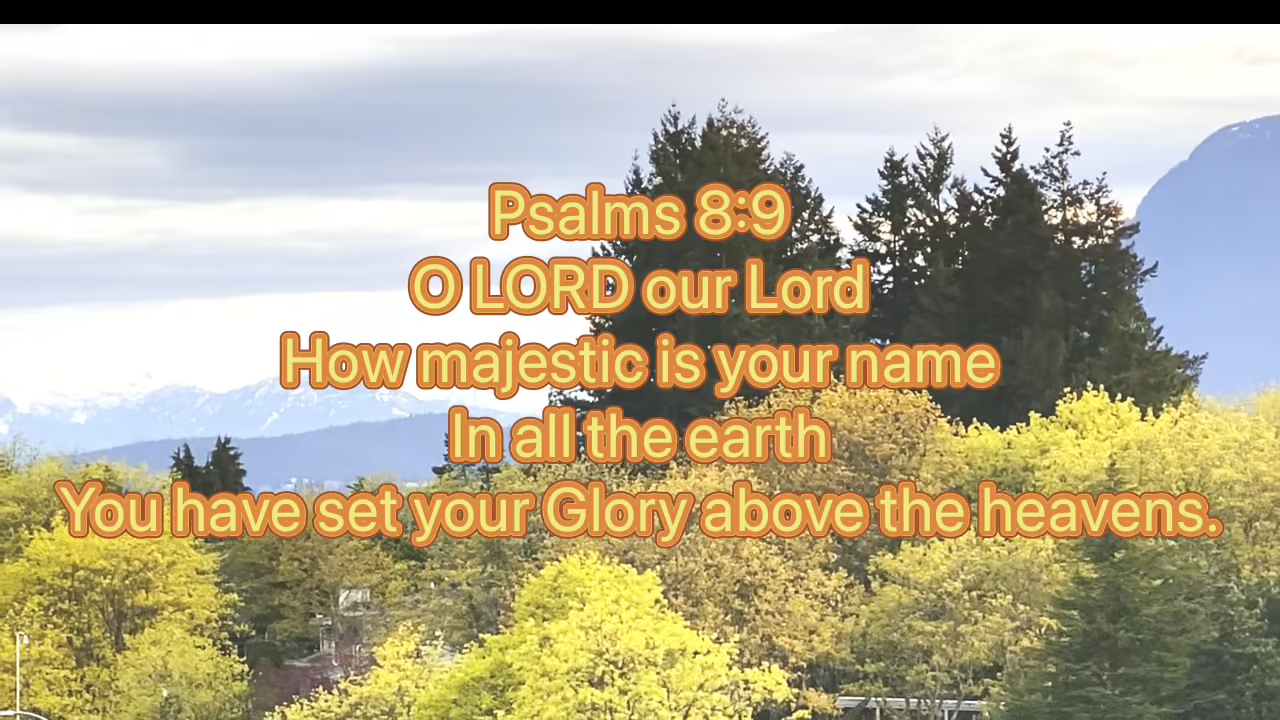 Psalms 8:9
O LORD our Lord
How majestic is your name
In all the earth
You have set your Glory above the heavens.